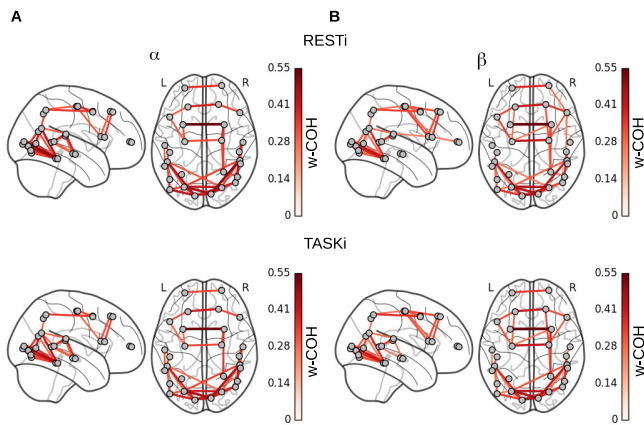 A B
RESTi
α β
L R L R
0.55 0.55
0.41 0.41
0.28 0.28
0.14 0.14
0 0
w-COH w-COH
TASKi
L R L R
0.55 0.55
0.41 0.41
0.28 0.28
0.14 0.14
0 0
w-COH w-COH